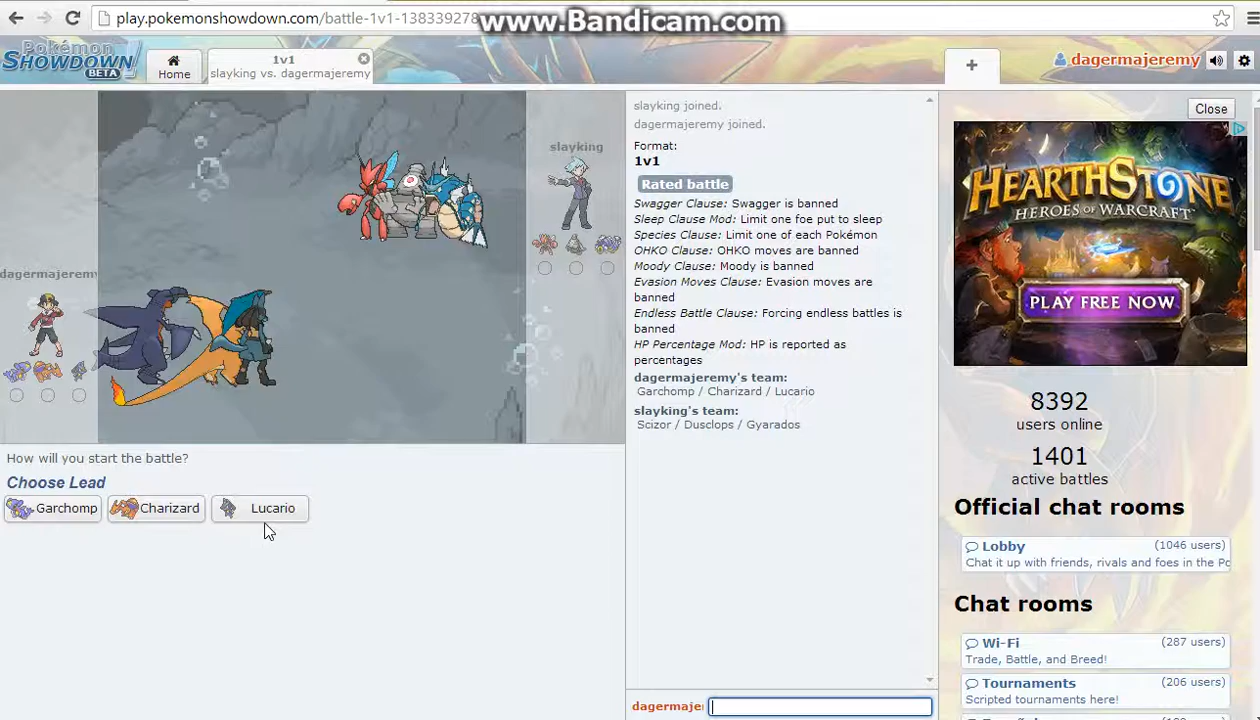 play.pokemonshowdown.com/battle-1v1-138339278
www.Bandicam.com
Pokémon
SHOWDOWN
BETA
Home
1v1
slayking vs. dagermajeremy
+
dagermajeremy
slayking
dagermajeremy
slayking joined.
dagermajeremy joined.
Format:
1v1
Rated battle
Swagger Clause: Swagger is banned
Sleep Clause Mod: Limit one foe put to sleep
Species Clause: Limit one of each Pokémon
OHKO Clause: OHKO moves are banned
Moody Clause: Moody is banned
Evasion Moves Clause: Evasion moves are
banned
Endless Battle Clause: Forcing endless battles is
banned
HP Percentage Mod: HP is reported as
percentages
dagermajeremy's team:
Garchomp / Charizard / Lucario
slayking's team:
Scizor / Dusclops / Gyarados
How will you start the battle?
Choose Lead
Garchomp Charizard Lucario
dagermaje
Close
HEARTHSTONE
HEROES OF WARCRAFT
PLAY FREE NOW
8392
users online
1401
active battles
Official chat rooms
Lobby (1046 users)
Chat it up with friends, rivals and foes in the Po
Chat rooms
Wi-Fi (287 users)
Trade, Battle, and Breed!
Tournaments (206 users)
Scripted tournaments here!